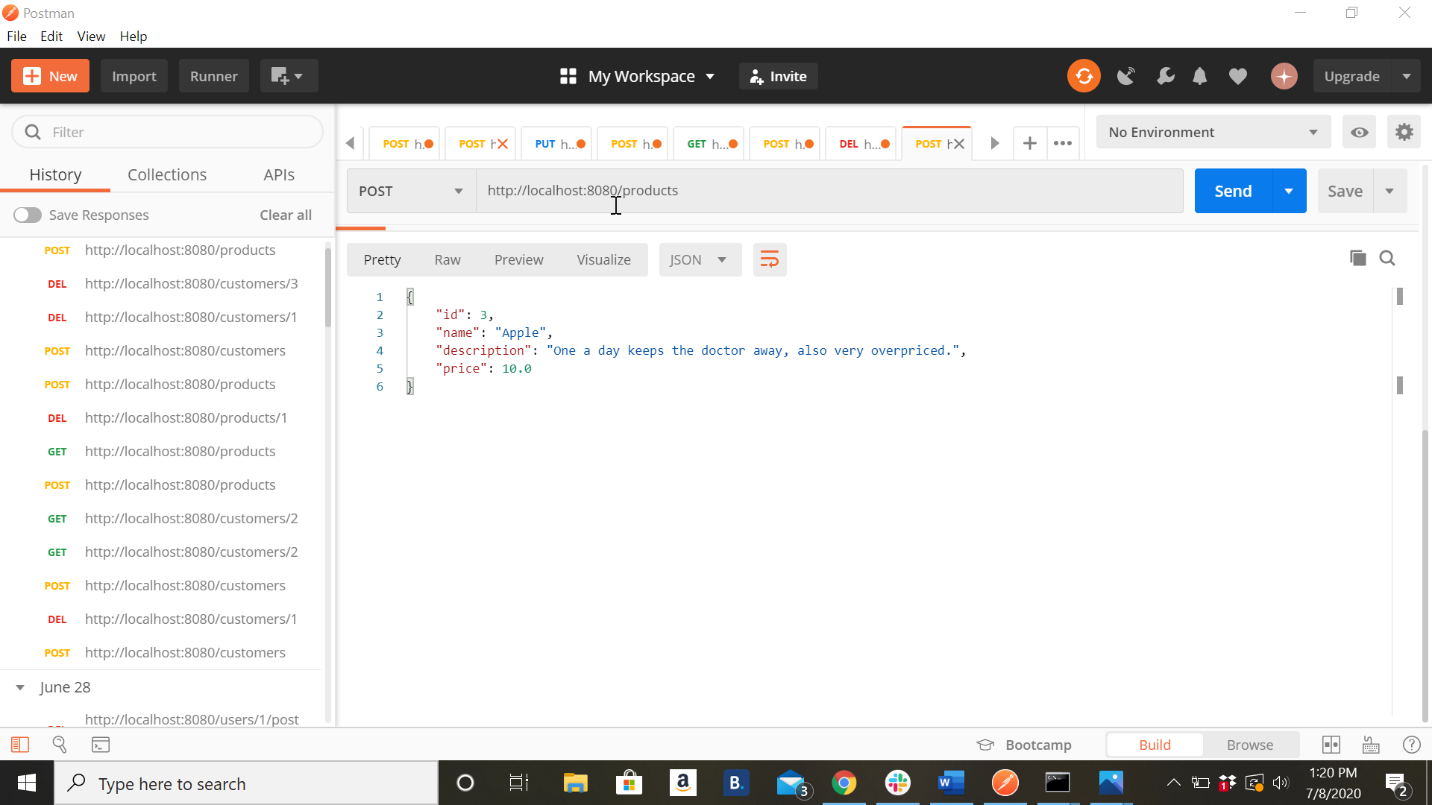 Postman
File Edit View Help
New Import Runner My Workspace Invite Upgrade
Filter
History Collections APIs
Save Responses Clear all
POST http://localhost:8080/products
DEL http://localhost:8080/customers/3
DEL http://localhost:8080/customers/1
POST http://localhost:8080/customers
POST http://localhost:8080/products
DEL http://localhost:8080/products/1
GET http://localhost:8080/products
POST http://localhost:8080/products
GET http://localhost:8080/customers/2
GET http://localhost:8080/customers/2
POST http://localhost:8080/customers
DEL http://localhost:8080/customers/1
POST http://localhost:8080/customers
June 28
http://localhost:8080/users/1/post
POST h. POST h PUT h... POST h. GET h... POST h. DEL h... POST h
No Environment
POST http://localhost:8080/products Send Save
Pretty Raw Preview Visualize JSON
1 {
2 "id": 3,
3 "name": "Apple",
4 "description": "One a day keeps the doctor away, also very overpriced.",
5 "price": 10.0
6 }
Bootcamp Build Browse
Type here to search
a
B.
3
W
1
1:20 PM
7/8/2020
2